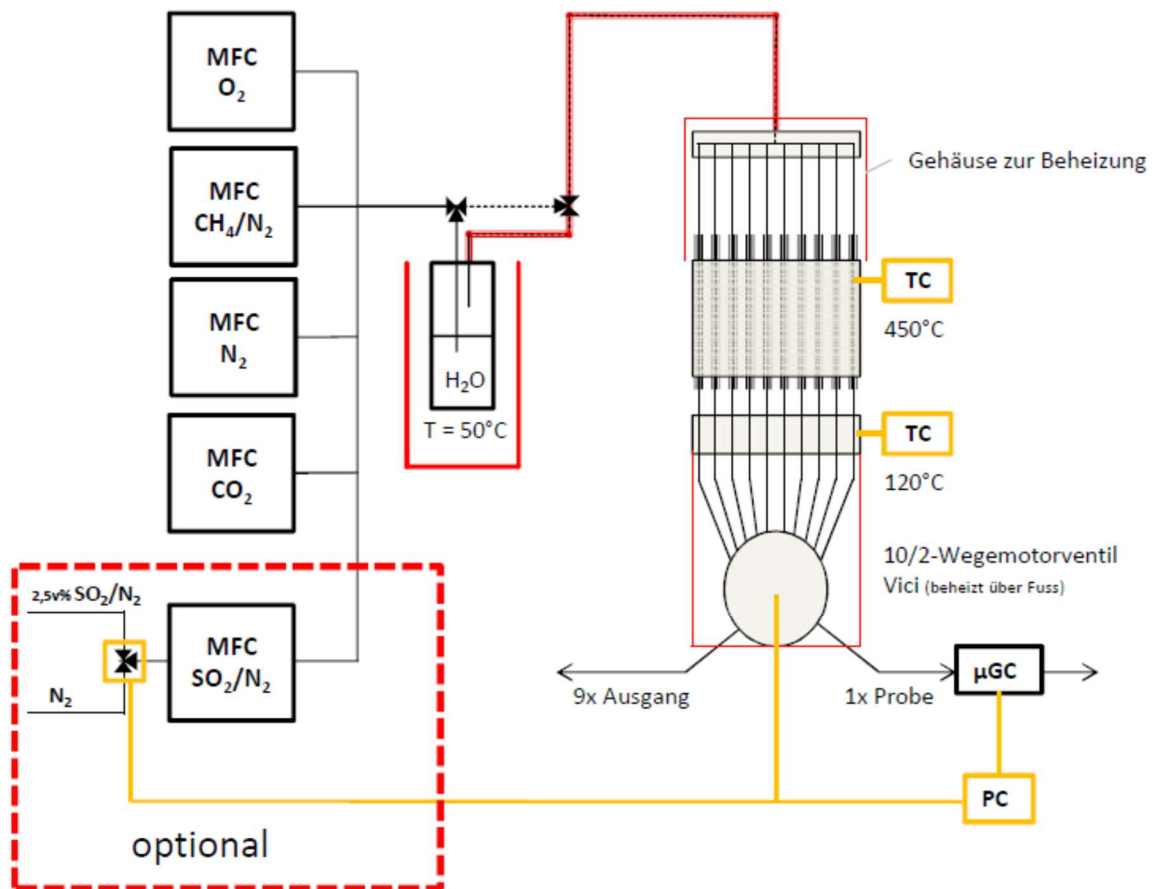 MFC
O₂
MFC
CH₄/N₂
MFC
N₂
MFC
CO₂
2,5v% SO₂/N₂
N₂
MFC
SO₂/N₂
optional
H₂O
T = 50°C
Gehäuse zur Beheizung
TC
450°C
TC
120°C
10/2-Wegemotorventil
Vici (beheizt über Fuss)
9x Ausgang
1x Probe
µGC
PC